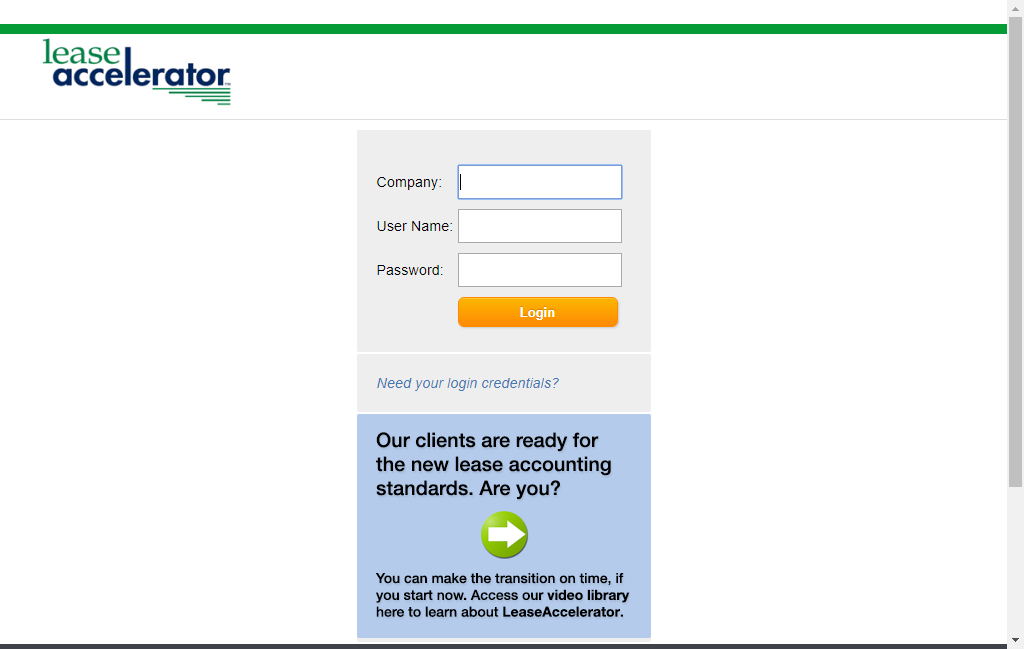 lease
accelerator™
Company:
User Name:
Password:
Login
Need your login credentials?
Our clients are ready for
the new lease accounting
standards. Are you?
You can make the transition on time, if
you start now. Access our video library
here to learn about LeaseAccelerator.